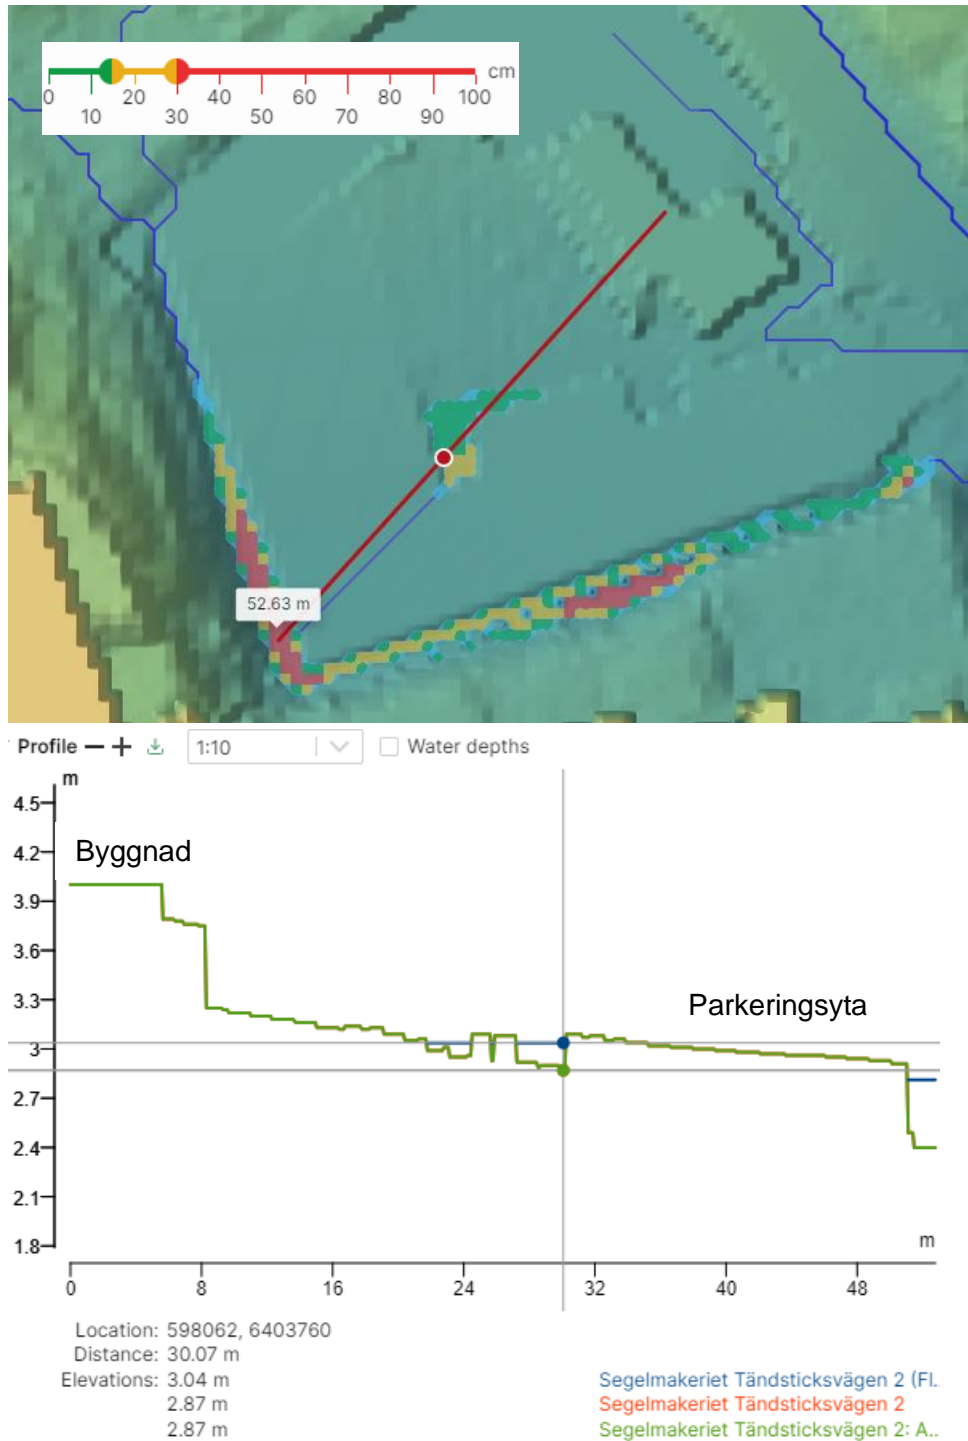 cm
0 20 40 60 80 100
10 30 50 70 90
52.63 m
Profile 1:10 Water depths
m
4.5
4.2
Byggnad
3.9
3.6
3.3
Parkeringsyta
3
2.7
2.4
2.1
1.8
m
0 8 16 24 32 40 48
Location: 598062, 6403760
Distance: 30.07 m
Elevations: 3.04 m Segelmakeriet Tändsticksvägen 2 (Fl..
2.87 m Segelmakeriet Tändsticksvägen 2
2.87 m Segelmakeriet Tändsticksvägen 2: A..